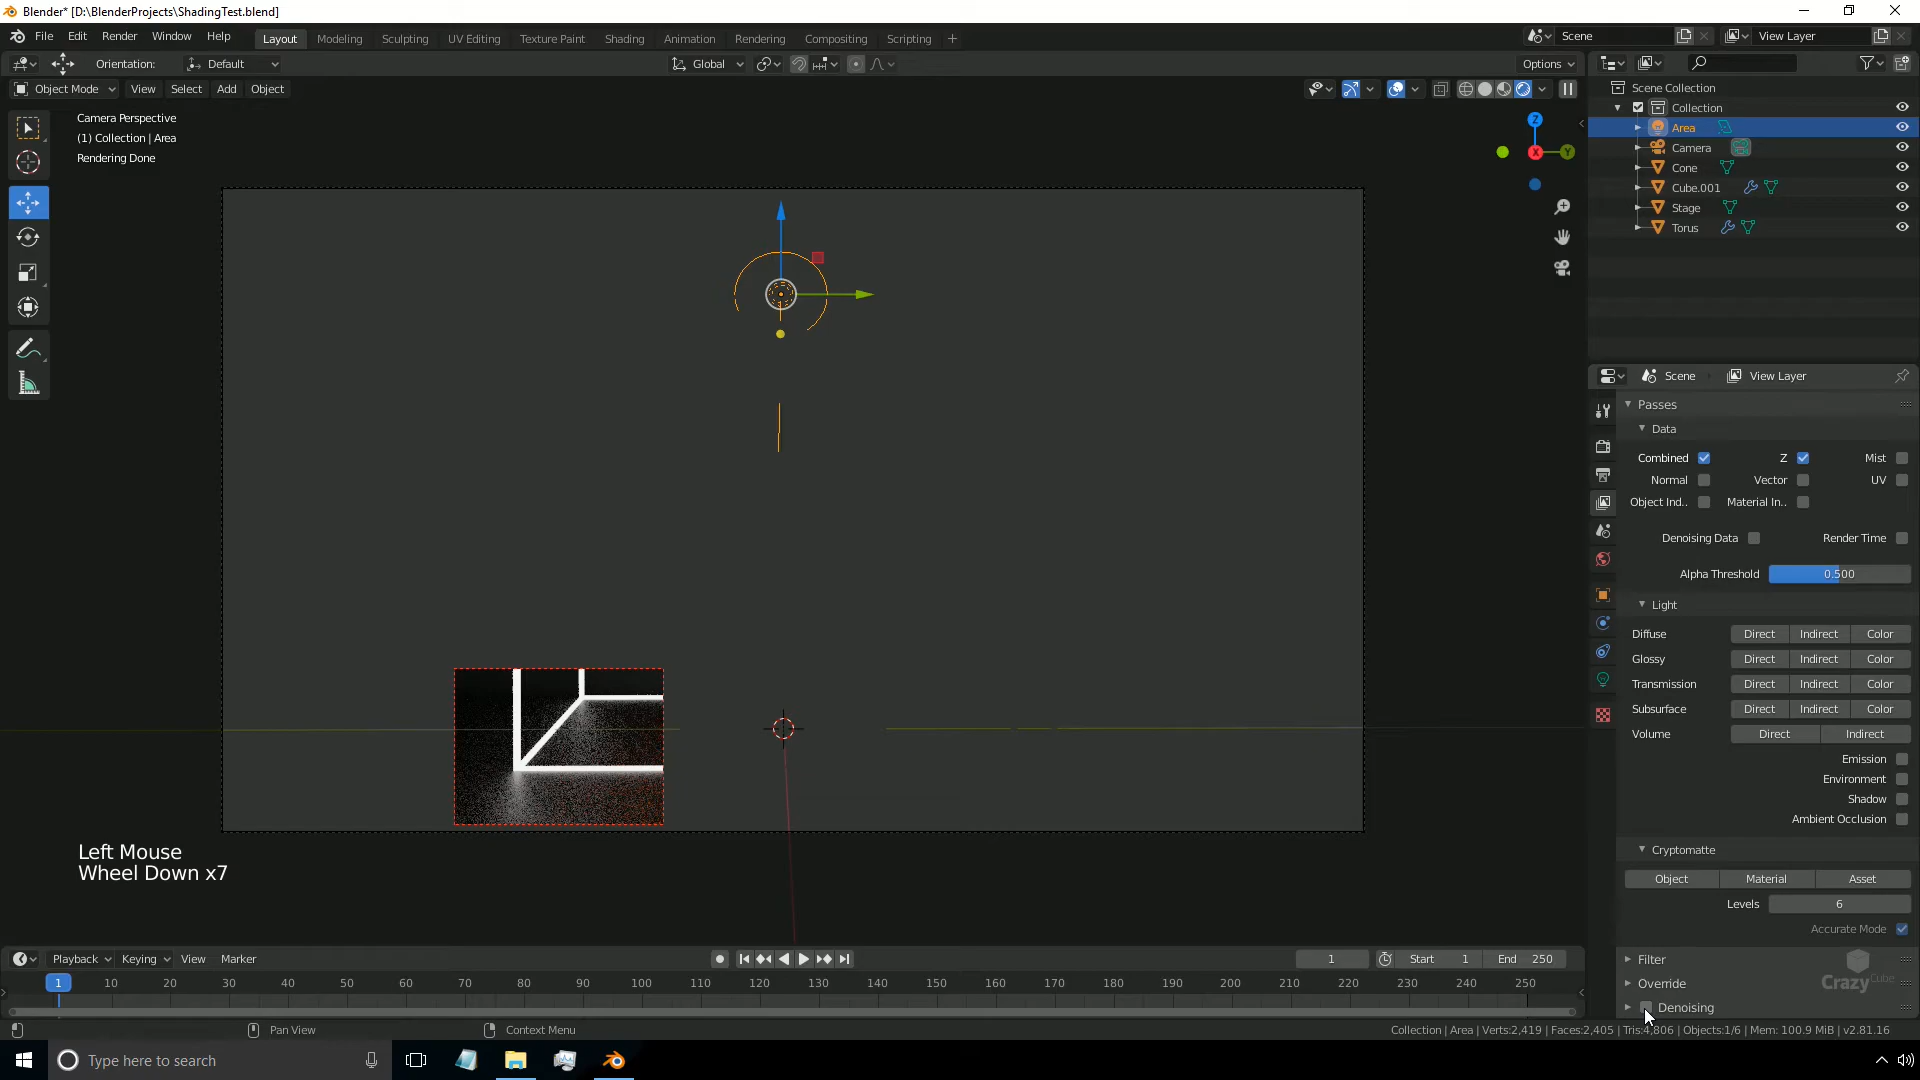 Blender* [D:\BlenderProjects\ShadingTest.blend]
File Edit Render Window Help Layout Modeling Sculpting UV Editing Texture Paint Shading Animation Rendering Compositing Scripting + Scene View Layer
Orientation: Default Global Options
Object Mode View Select Add Object
Camera Perspective
(1) Collection | Area
Rendering Done
Z
X
Y
Scene Collection
Collection
Area
Camera
Cone
Cube.001
Stage
Torus
Scene View Layer
Passes
Data
Combined Z Mist
Normal Vector UV
Object Ind.. Material In..
Denoising Data Render Time
Alpha Threshold 0.500
Light
Diffuse Direct Indirect Color
Glossy Direct Indirect Color
Transmission Direct Indirect Color
Subsurface Direct Indirect Color
Volume Direct Indirect
Emission
Environment
Shadow
Ambient Occlusion
Cryptomatte
Object Material Asset
Levels 6
Accurate Mode
Filter
Override
Denoising
CrazyCube
Left Mouse
Wheel Down x7
Playback Keying View Marker 1 Start 1 End 250
1 10 20 30 40 50 60 70 80 90 100 110 120 130 140 150 160 170 180 190 200 210 220 230 240 250
Pan View Context Menu Collection | Area | Verts:2,419 | Faces:2,405 | Tris:4,806 | Objects:1/6 | Mem: 100.9 MiB | v2.81.16
Type here to search